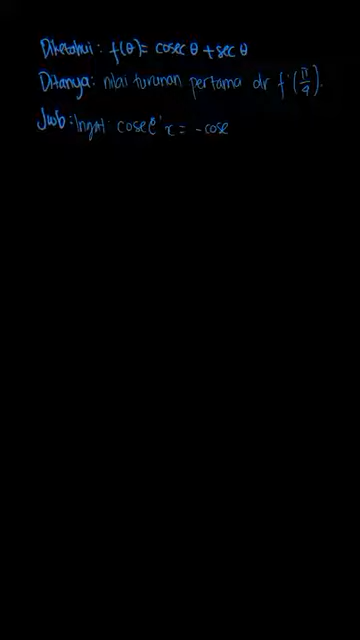 Diketahui: f(θ) = cosec θ + sec θ
Ditanya: nilai turunan pertama dr f'(π/4).
Jwb: Ingat: cosec' x = -cose